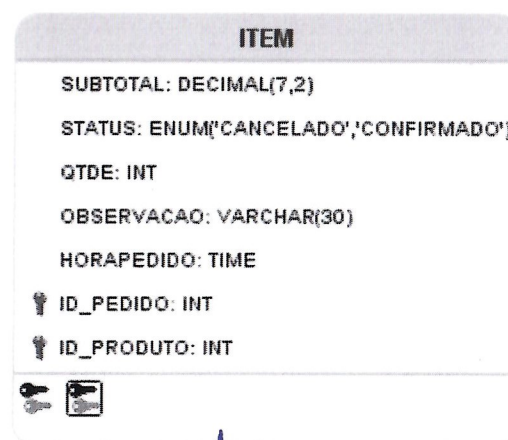 ITEM
SUBTOTAL: DECIMAL(7,2)
STATUS: ENUM('CANCELADO','CONFIRMADO')
QTDE: INT
OBSERVACAO: VARCHAR(30)
HORAPEDIDO: TIME
ID_PEDIDO: INT
ID_PRODUTO: INT